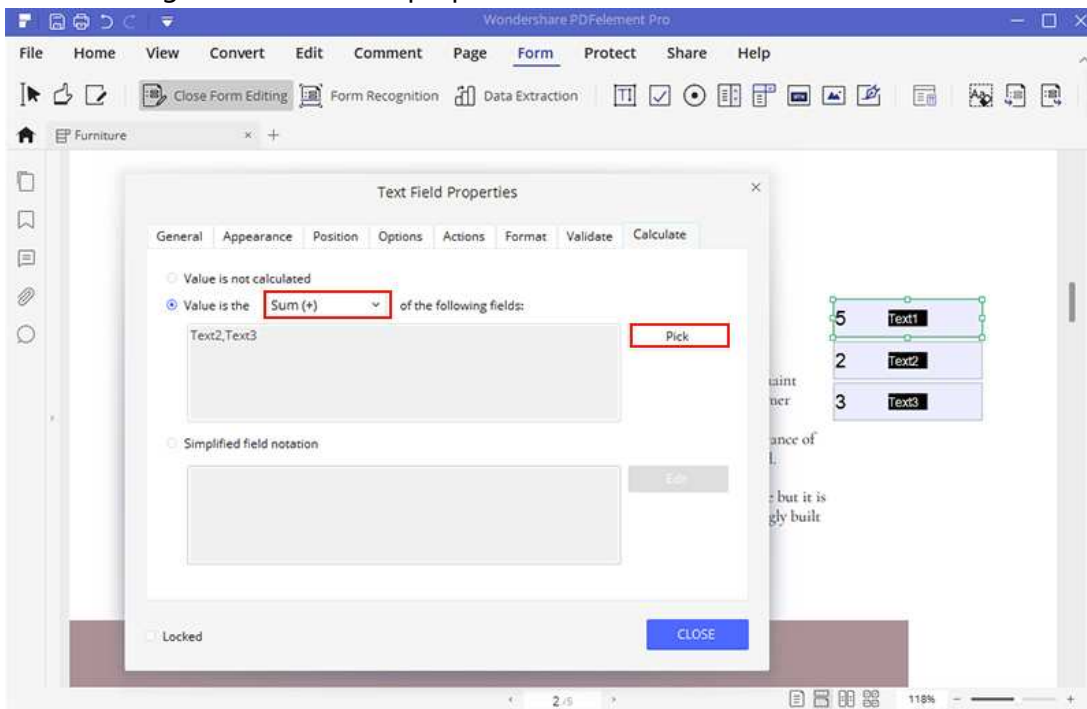 Wondershare PDFelement Pro
File Home View Convert Edit Comment Page Form Protect Share Help
Close Form Editing Form Recognition Data Extraction
Furniture
Text Field Properties
General Appearance Position Options Actions Format Validate Calculate
Value is not calculated
Value is the Sum (+) of the following fields:
Text2,Text3
Pick
Simplified field notation
Edit
Locked
CLOSE
5 Text1
2 Text2
3 Text3
ance of
but it is
gly built
2 /5
118%